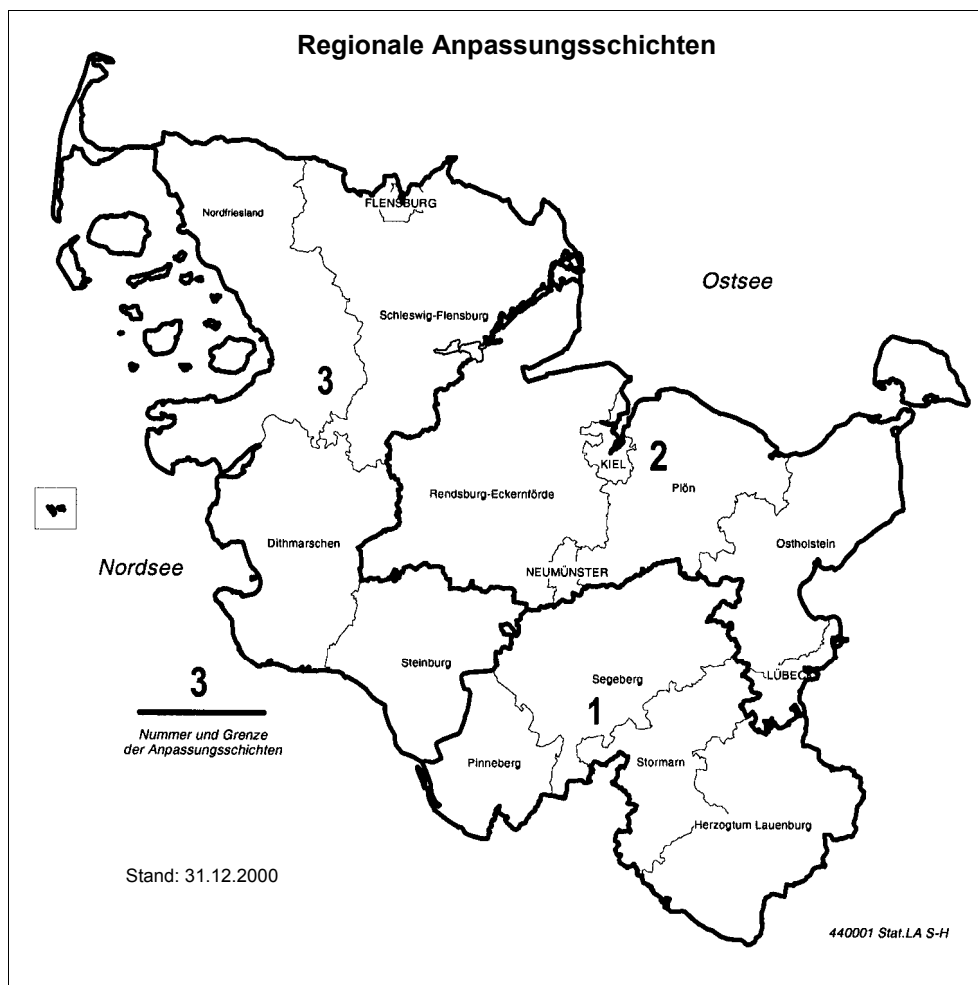 Regionale Anpassungsschichten
FLENSBURG
Nordfriesland
Ostsee
Schleswig-Flensburg
3
2
KIEL
Plön
Rendsburg-Eckernförde
Dithmarschen
Ostholstein
Nordsee
NEUMÜNSTER
Steinburg
Segeberg
LÜBECK
3
1
Nummer und Grenze
der Anpassungsschichten
Pinneberg
Stormarn
Herzogtum Lauenburg
Stand: 31.12.2000
440001 Stat.LA S-H